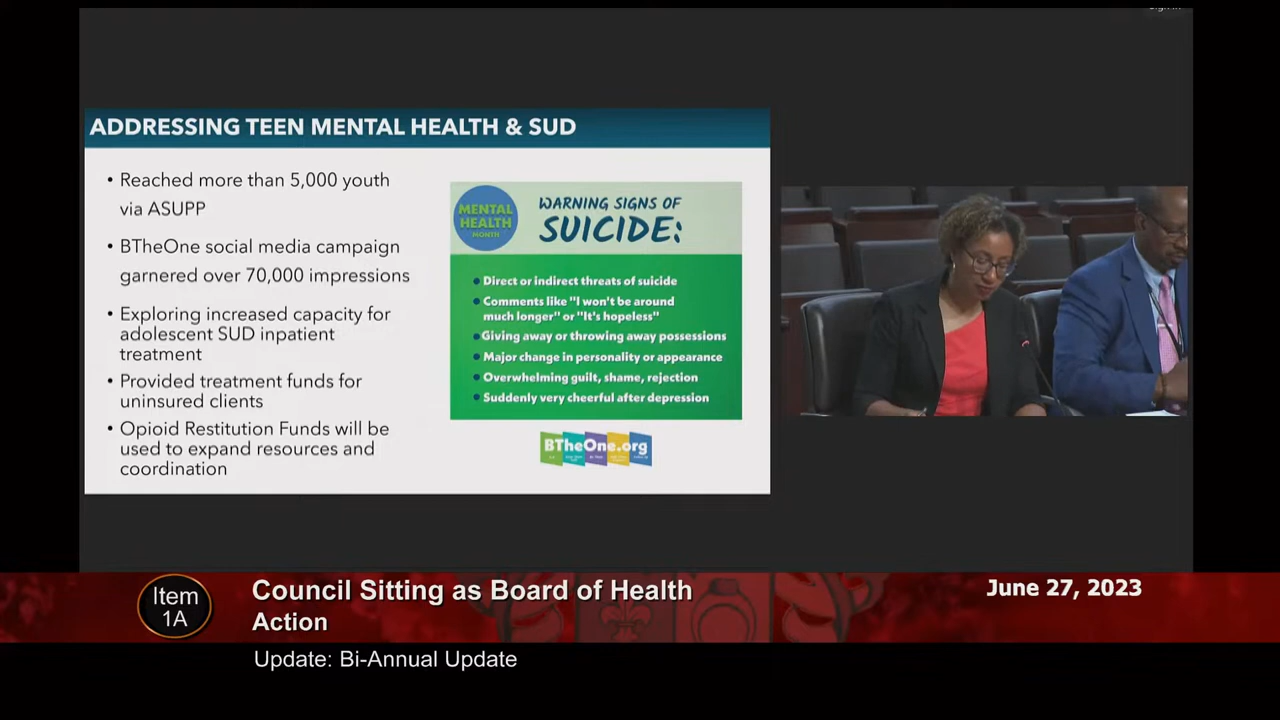 Sign in
ADDRESSING TEEN MENTAL HEALTH & SUD
• Reached more than 5,000 youth
via ASUPP
• BTheOne social media campaign
garnered over 70,000 impressions
• Exploring increased capacity for
adolescent SUD inpatient
treatment
• Provided treatment funds for
uninsured clients
• Opioid Restitution Funds will be
used to expand resources and
coordination
MENTAL
HEALTH
MONTH
WARNING SIGNS OF
SUICIDE:
• Direct or indirect threats of suicide
• Comments like "I won't be around
much longer" or "It's hopeless"
• Giving away or throwing away possessions
• Major change in personality or appearance
• Overwhelming guilt, shame, rejection
• Suddenly very cheerful after depression
BTheOne.org
Item
1A
Council Sitting as Board of Health
Action
June 27, 2023
Update: Bi-Annual Update